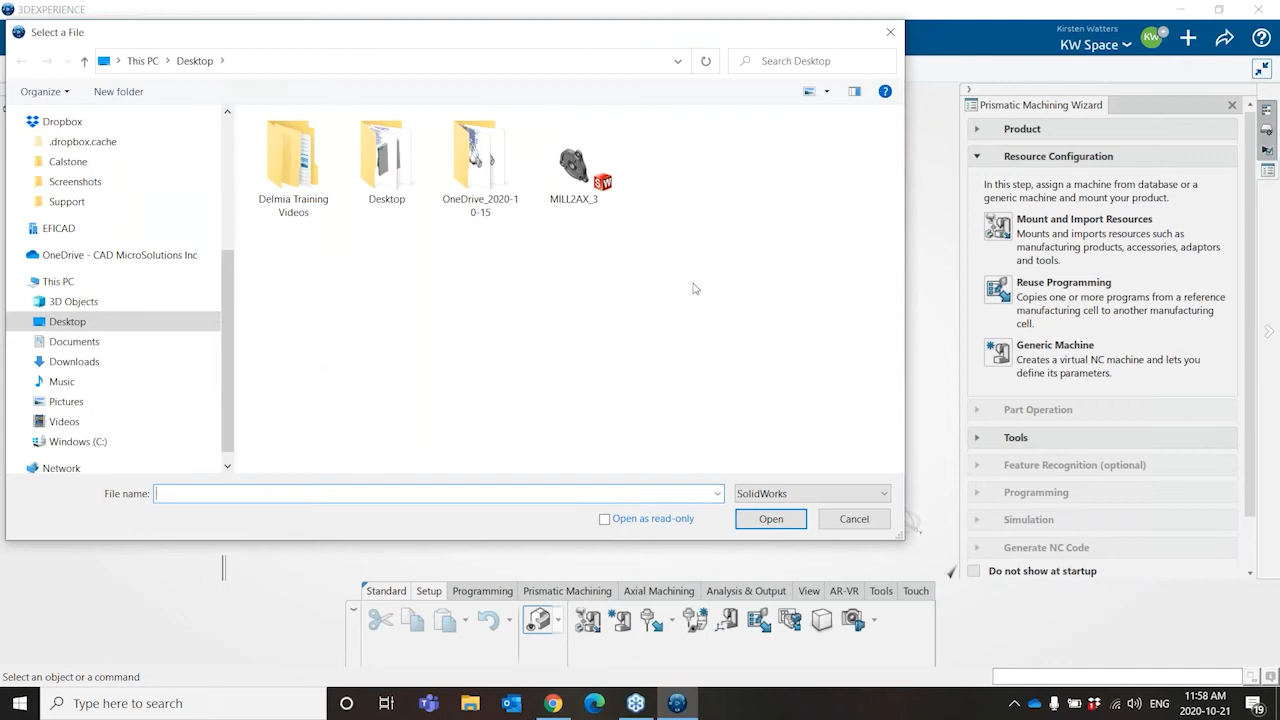 3DEXPERIENCE
Select a File
Kirsten Watters
KW Space
KW
This PC
Desktop
Search Desktop
Organize
New folder
Dropbox
.dropbox.cache
Calstone
Screenshots
Support
EFICAD
OneDrive - CAD MicroSolutions Inc
This PC
3D Objects
Desktop
Documents
Downloads
Music
Pictures
Videos
Windows (C:)
Network
Delmia Training
Videos
Desktop
OneDrive_2020-1
0-15
SW
MILL2AX_3
File name:
SolidWorks
Open as read-only
Open
Cancel
Prismatic Machining Wizard
Product
Resource Configuration
In this step, assign a machine from database or a
generic machine and mount your product.
Mount and Import Resources
Mounts and imports resources such as
manufacturing products, accessories, adaptors
and tools.
Reuse Programming
Copies one or more programs from a reference
manufacturing cell to another manufacturing
cell.
Generic Machine
Creates a virtual NC machine and lets you
define its parameters.
Part Operation
Tools
Feature Recognition (optional)
Programming
Simulation
Generate NC Code
Do not show at startup
Standard
Setup
Programming
Prismatic Machining
Axial Machining
Analysis & Output
View
AR-VR
Tools
Touch
Select an object or a command
Type here to search
ENG
11:58 AM
2020-10-21
19